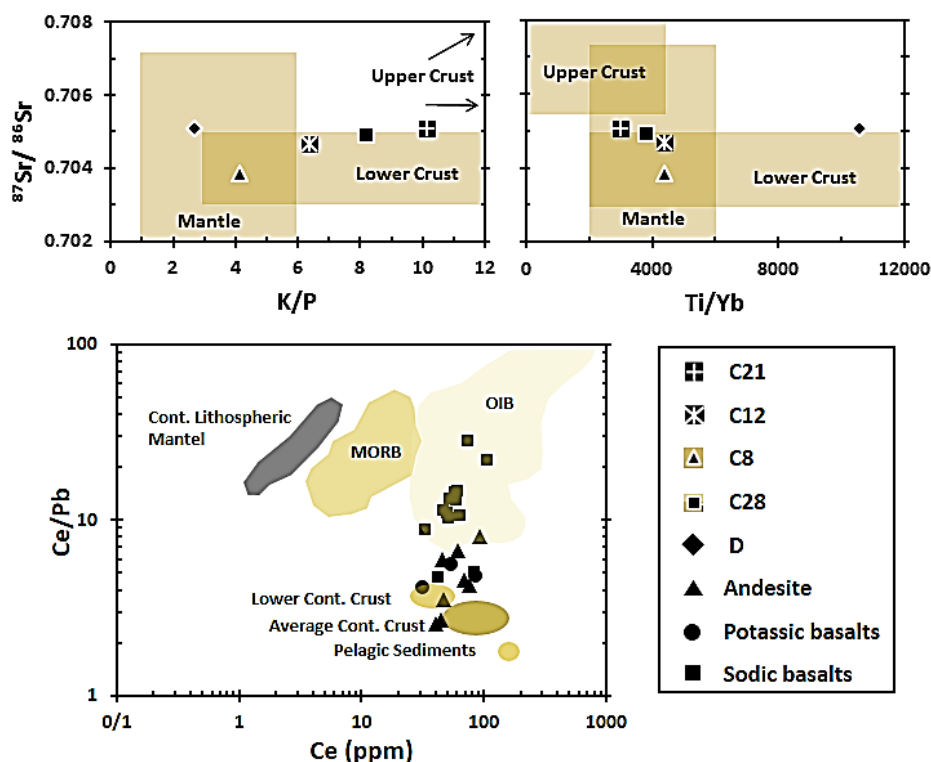 0.708
0.706
0.704
0.702
⁸⁷Sr/ ⁸⁶Sr
Upper Crust
Lower Crust
Mantle
0 2 4 6 8 10 12
K/P
Upper Crust
Lower Crust
Mantle
0 4000 8000 12000
Ti/Yb
100
10
1
Ce/Pb
Cont. Lithospheric
Mantel
MORB
OIB
Lower Cont. Crust
Average Cont. Crust
Pelagic Sediments
0/1 1 10 100 1000
Ce (ppm)
C21
C12
C8
C28
D
Andesite
Potassic basalts
Sodic basalts